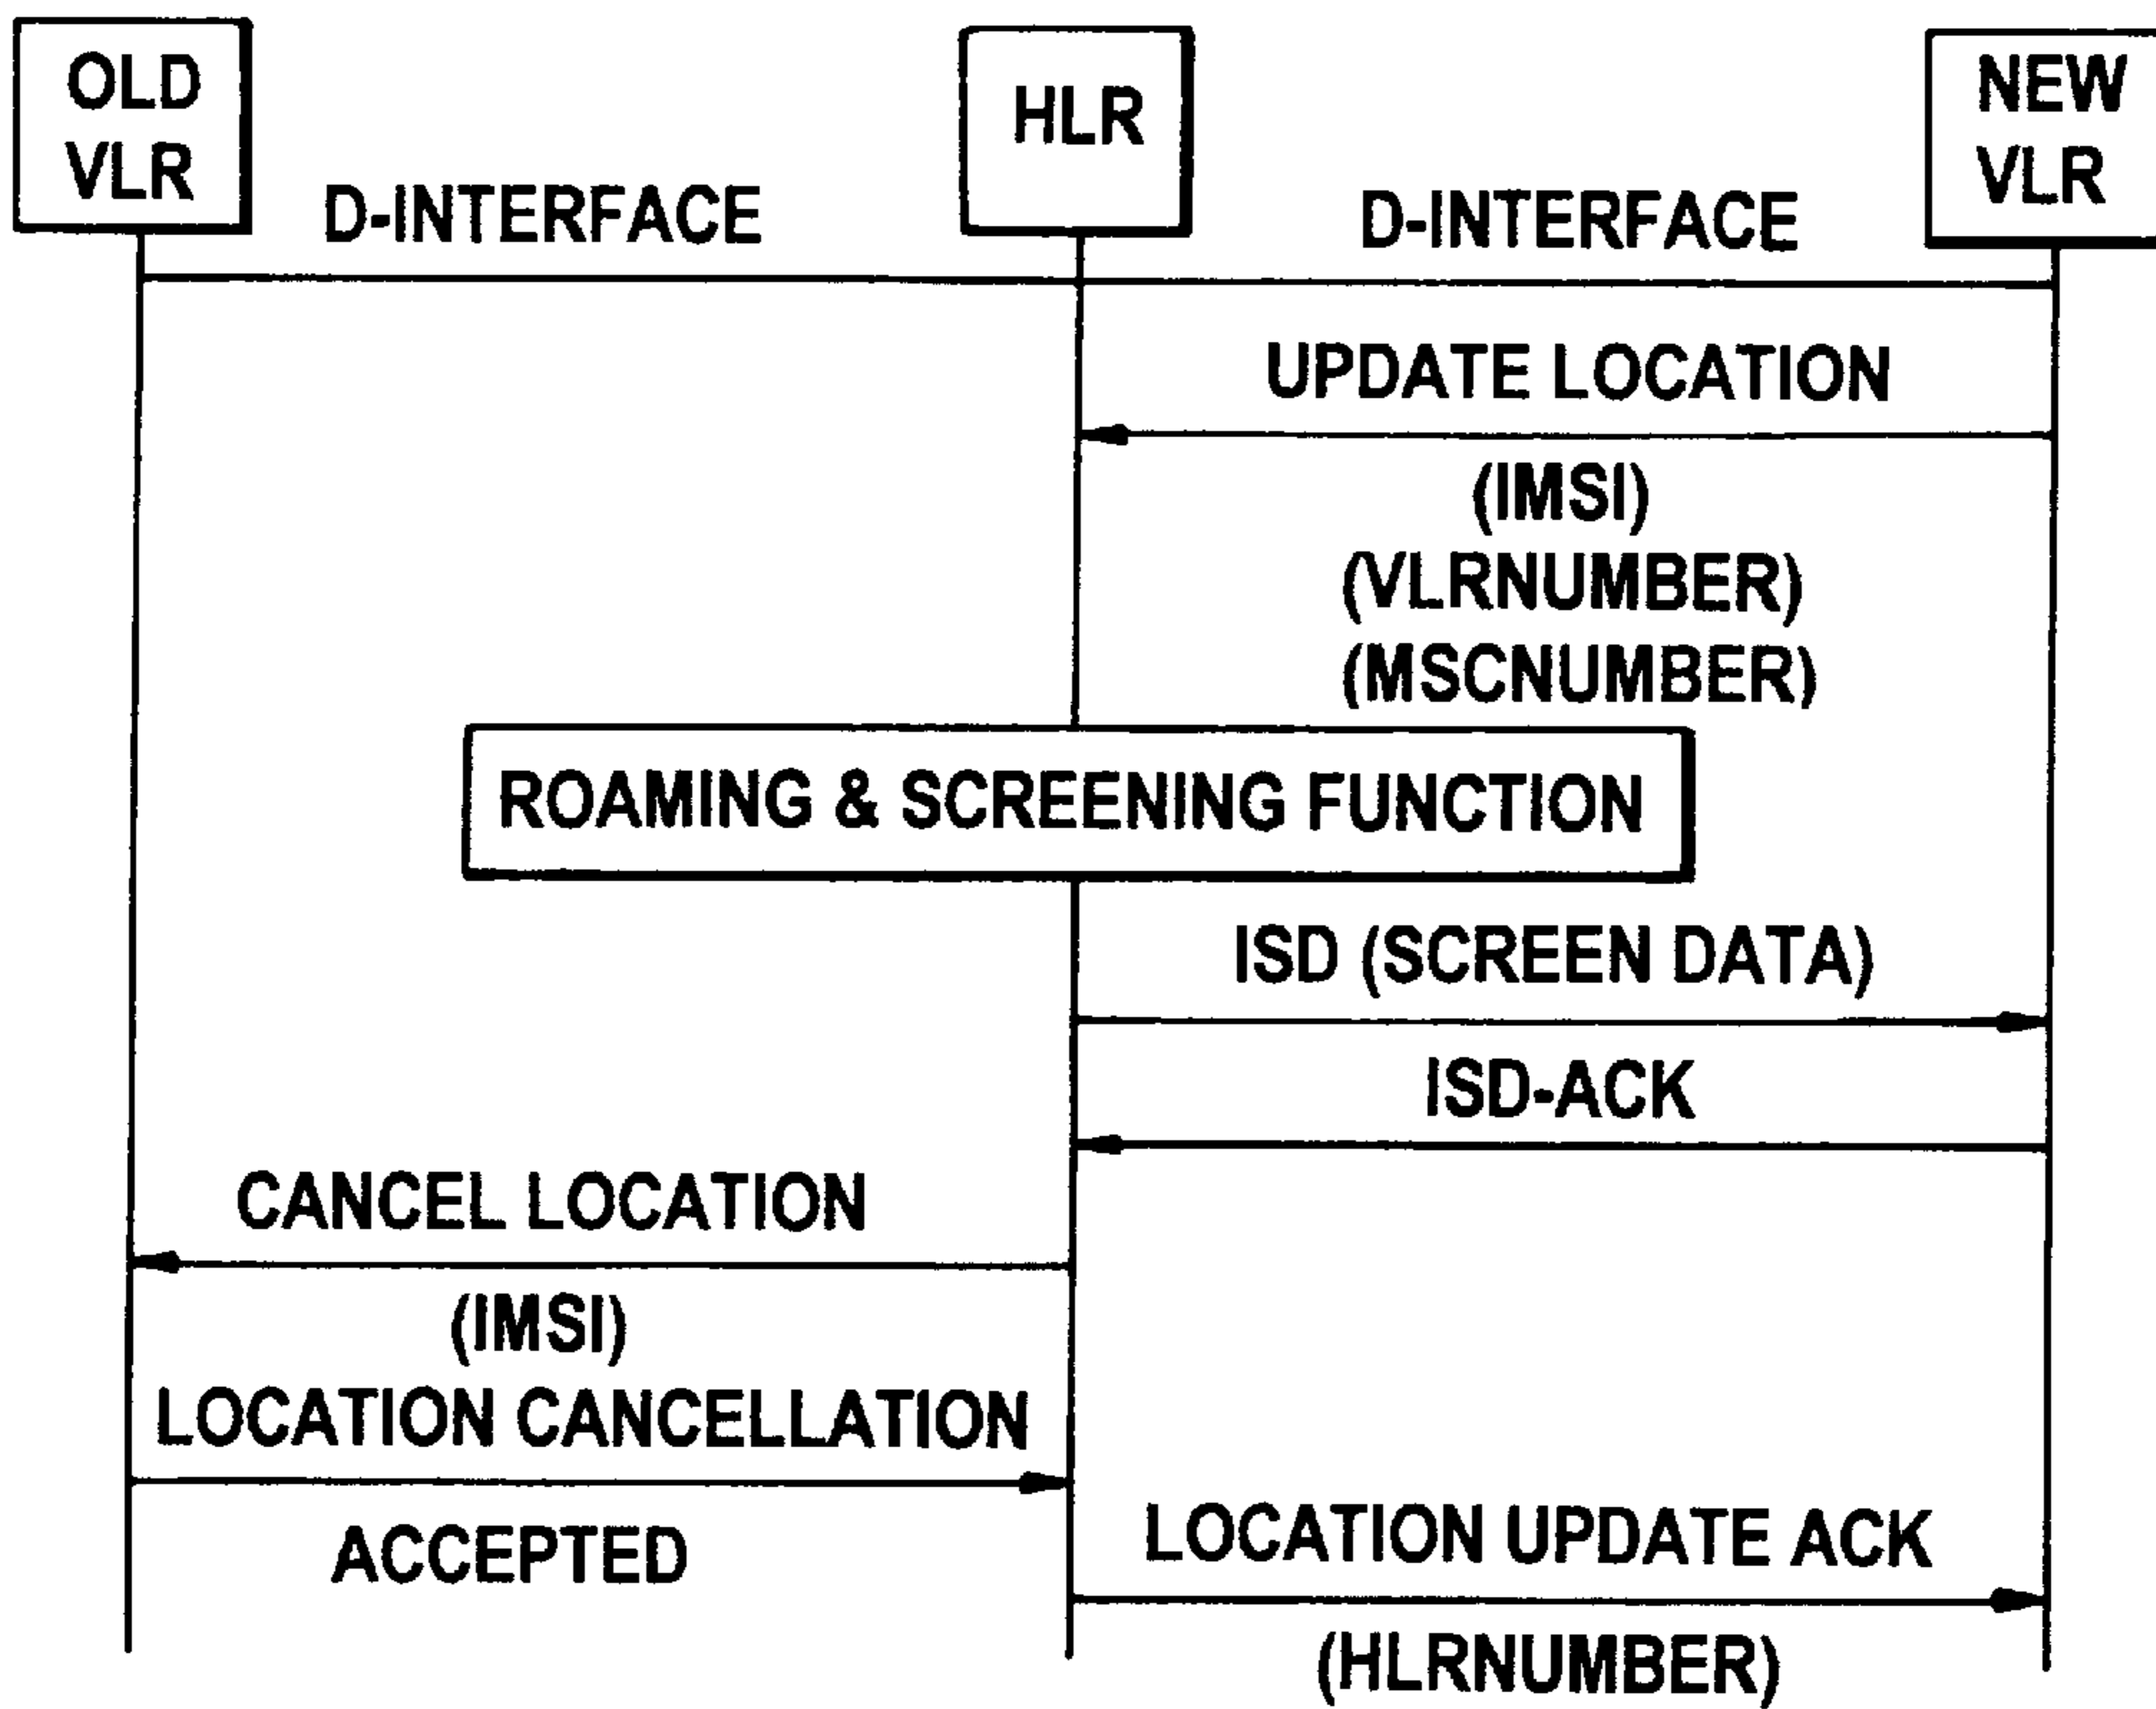 OLD
VLR
HLR
NEW
VLR
D-INTERFACE
D-INTERFACE
UPDATE LOCATION
(IMSI)
(VLRNUMBER)
(MSCNUMBER)
ROAMING & SCREENING FUNCTION
ISD (SCREEN DATA)
ISD-ACK
CANCEL LOCATION
(IMSI)
LOCATION CANCELLATION
ACCEPTED
LOCATION UPDATE ACK
(HLRNUMBER)